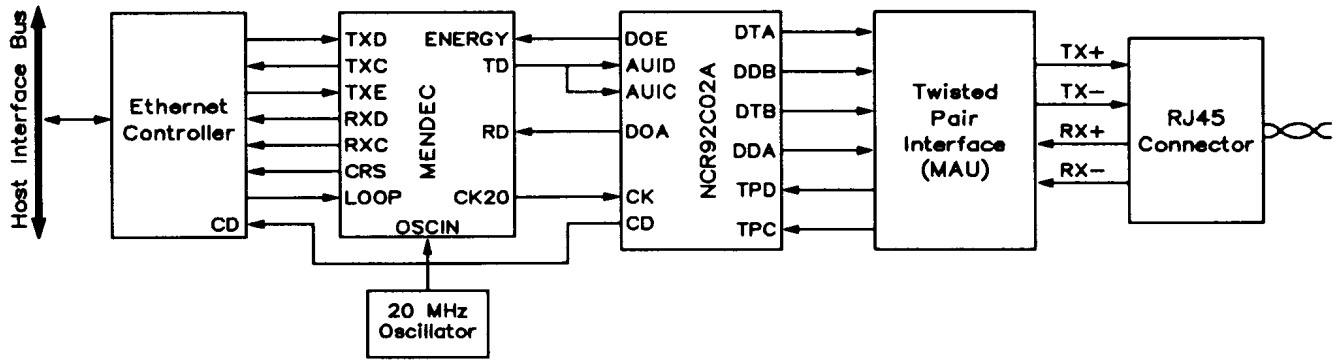 Host Interface Bus
Ethernet
Controller
CD
TXD
TXC
TXE
RXD
RXC
CRS
LOOP
MENDEC
ENERGY
TD
RD
CK20
OSCIN
20 MHz
Oscillator
DOE
AUID
AUIC
DOA
CK
CD
NCR92C02A
DTA
DDB
DTB
DDA
TPD
TPC
Twisted
Pair
Interface
(MAU)
TX+
TX-
RX+
RX-
RJ45
Connector